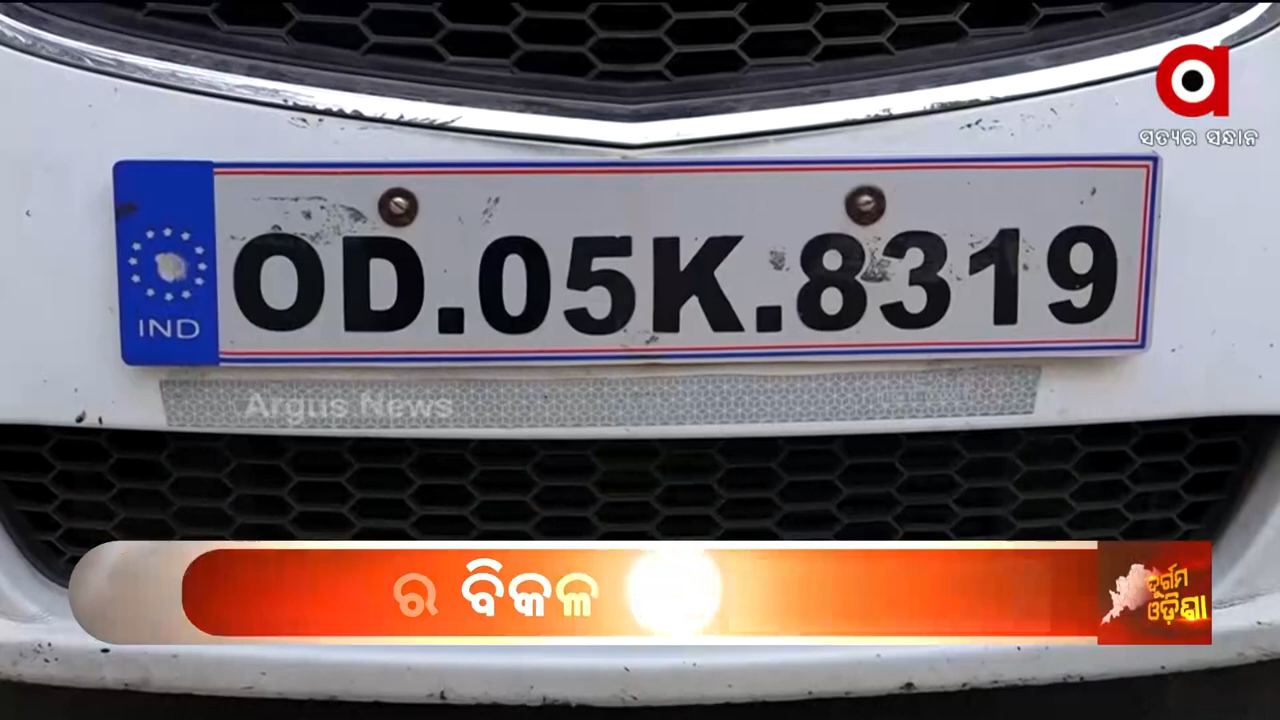 ସତ୍ୟର ସନ୍ଧାନ
IND
OD.05K.8319
Argus News
ର ବିକଳ
ଦୁର୍ଗମ
ଓଡ଼ିଶା